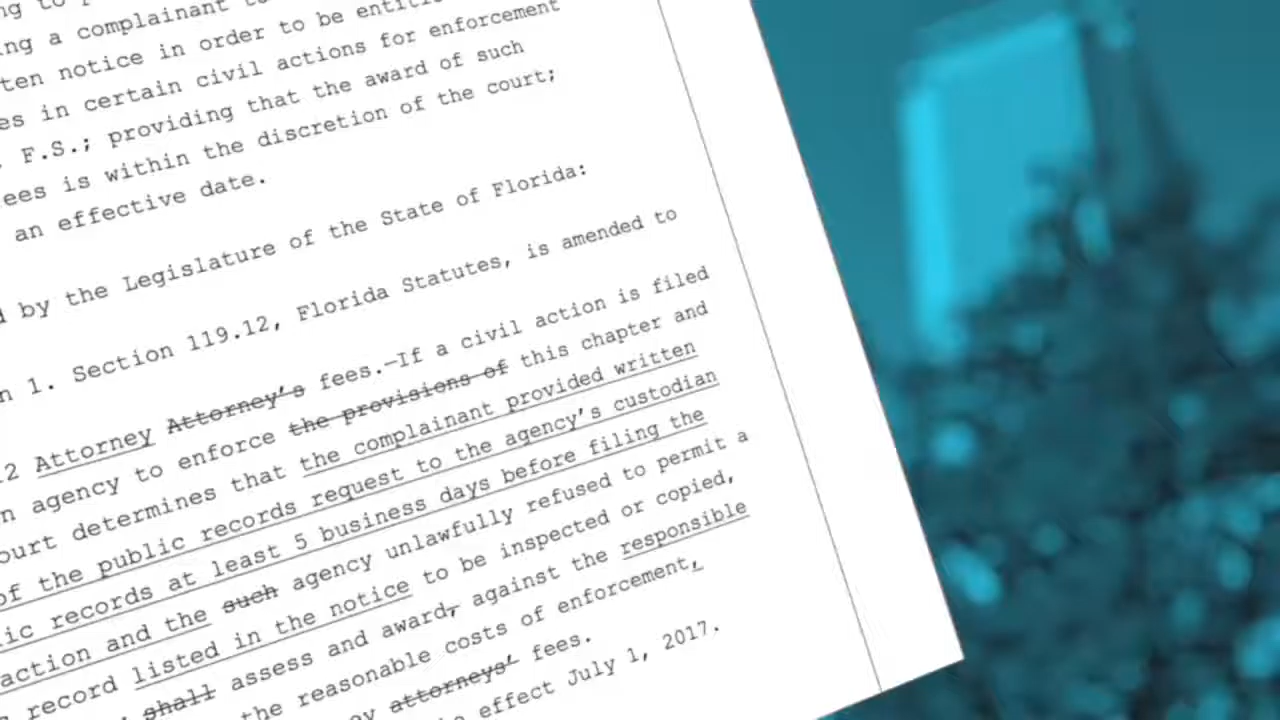 ing a complainant
ten notice in order to be
es in certain civil actions for enforcement
F.S.; providing that the award of such
ees is within the discretion of the court;
an effective date.
d by the Legislature of the State of Florida:
n 1. Section 119.12, Florida Statutes, is amended to
12 Attorney Attorney's fees.—If a civil action is filed
n agency to enforce the provisions of this chapter and
ourt determines that the complainant provided written
of the public records request to the agency's custodian
ic records at least 5 business days before filing the
action and the such agency unlawfully refused to permit a
record listed in the notice to be inspected or copied,
shall assess and award, against the responsible
the reasonable costs of enforcement,
attorneys' fees.
effect July 1, 2017.